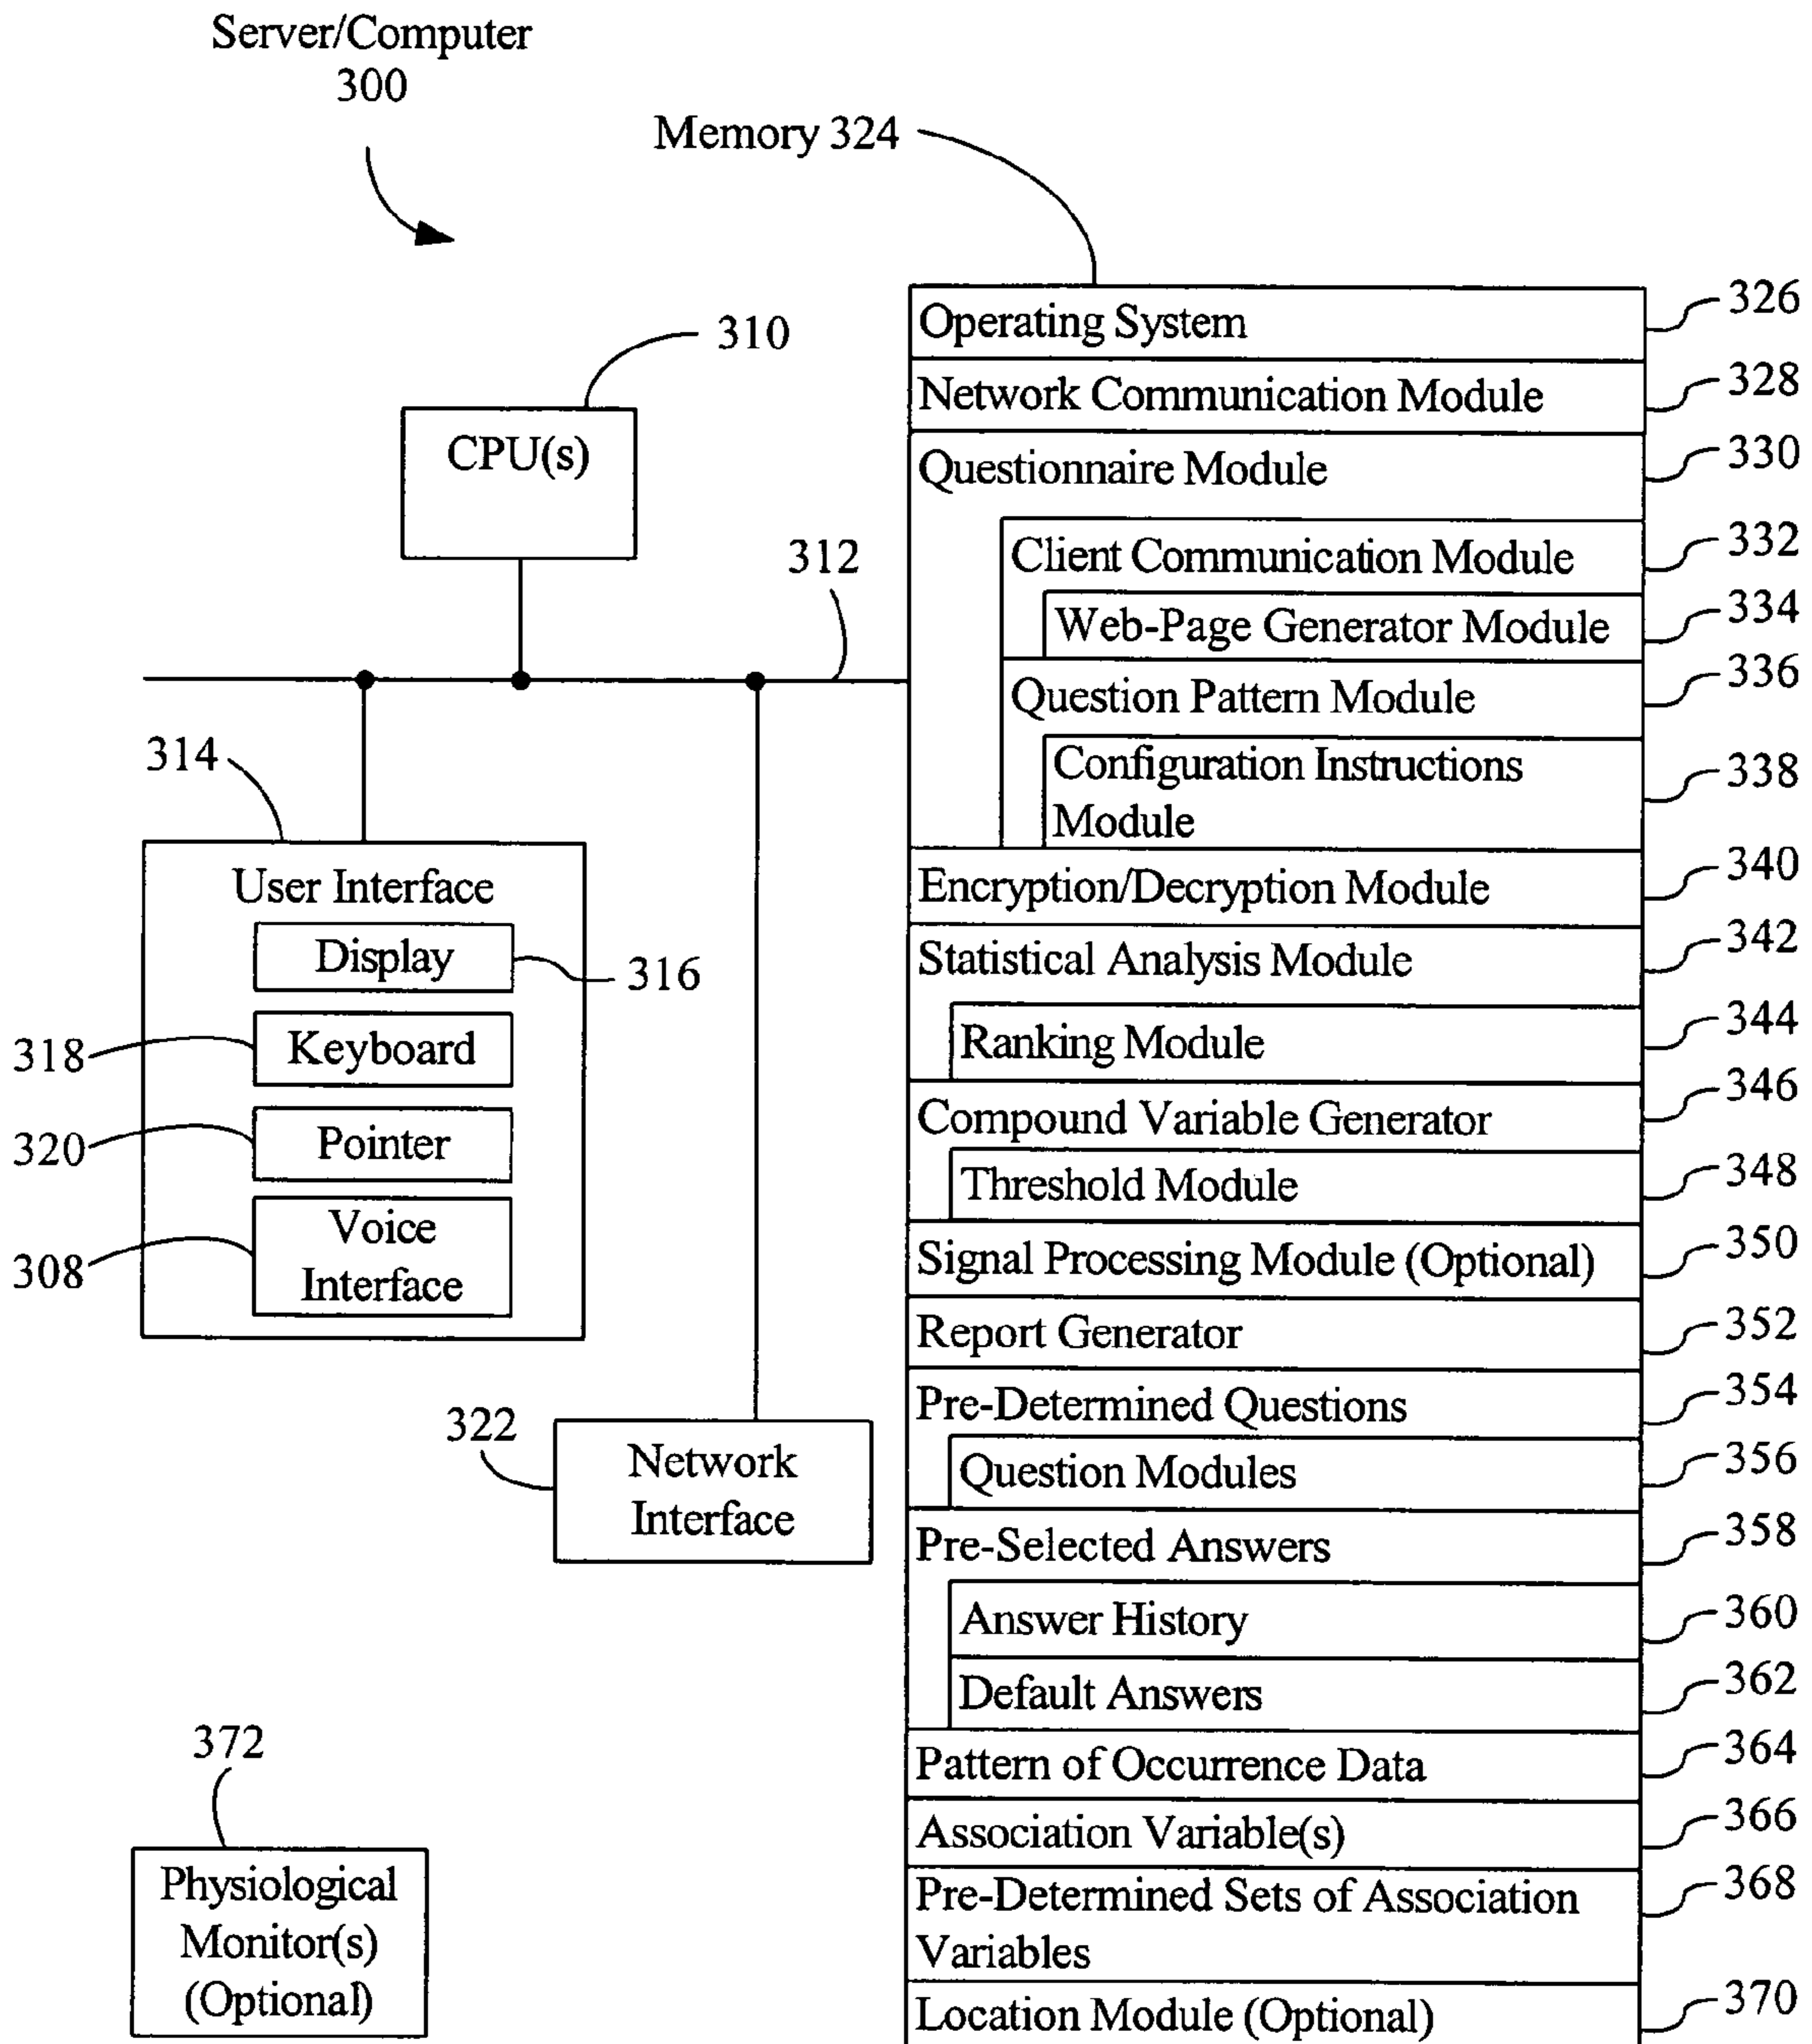 Server/Computer
300
Memory 324
310
CPU(s)
312
314
User Interface
Display
316
318
Keyboard
320
Pointer
308
Voice
Interface
322
Network
Interface
372
Physiological
Monitor(s)
(Optional)
Operating System
326
Network Communication Module
328
Questionnaire Module
330
Client Communication Module
332
Web-Page Generator Module
334
Question Pattern Module
336
Configuration Instructions
Module
338
Encryption/Decryption Module
340
Statistical Analysis Module
342
Ranking Module
344
Compound Variable Generator
346
Threshold Module
348
Signal Processing Module (Optional)
350
Report Generator
352
Pre-Determined Questions
354
Question Modules
356
Pre-Selected Answers
358
Answer History
360
Default Answers
362
Pattern of Occurrence Data
364
Association Variable(s)
366
Pre-Determined Sets of Association
Variables
368
Location Module (Optional)
370